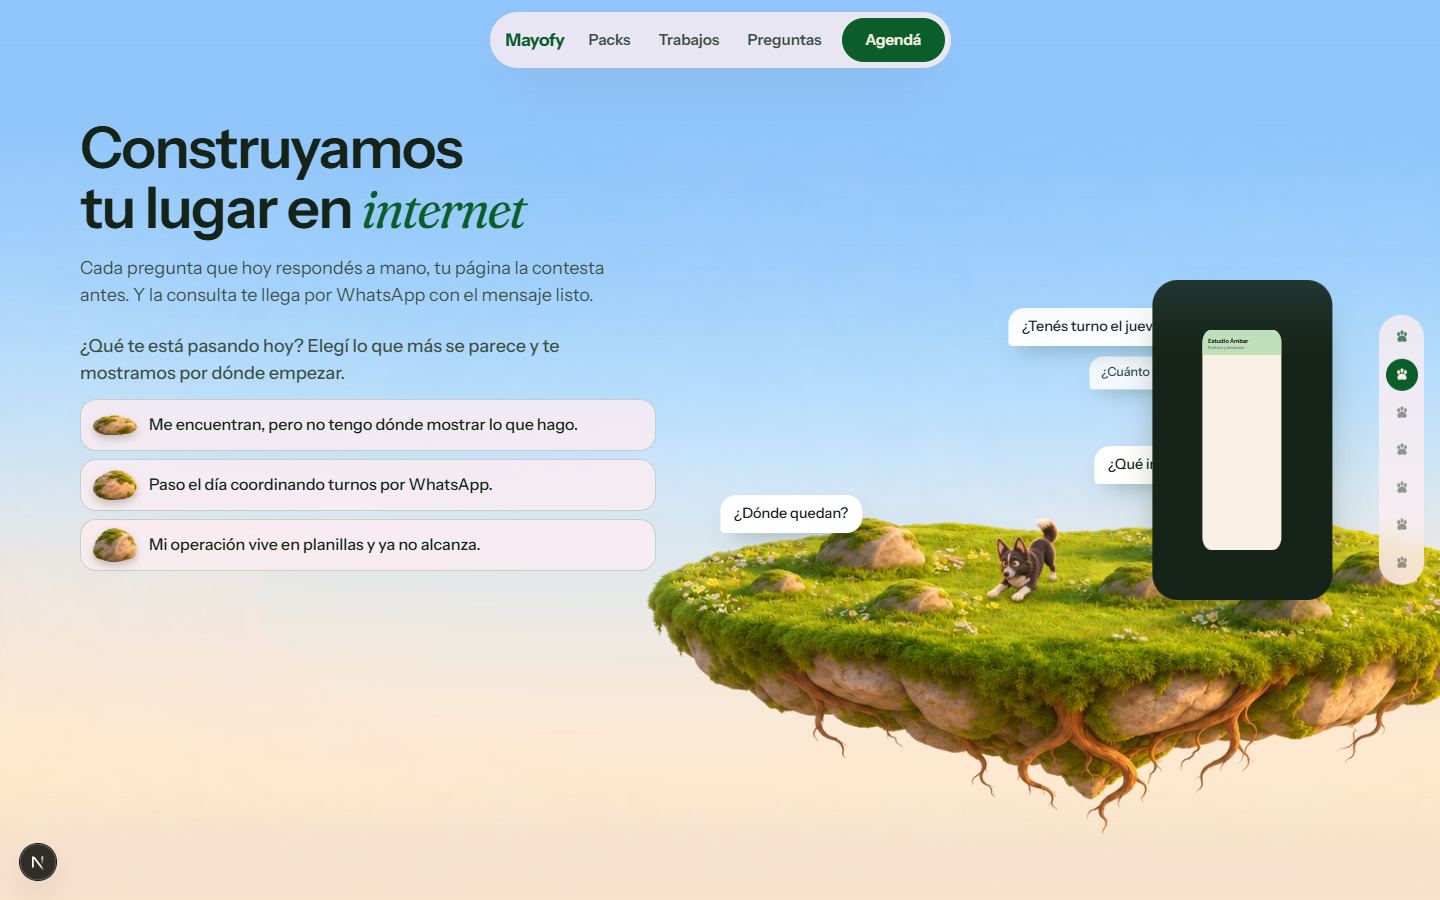 Mayofy
Packs
Trabajos
Preguntas
Agendá
Construyamos
tu lugar en internet
Cada pregunta que hoy respondés a mano, tu página la contesta
antes. Y la consulta te llega por WhatsApp con el mensaje listo.
¿Qué te está pasando hoy? Elegí lo que más se parece y te
mostramos por dónde empezar.
Me encuentran, pero no tengo dónde mostrar lo que hago.
Paso el día coordinando turnos por WhatsApp.
Mi operación vive en planillas y ya no alcanza.
¿Tenés turno el juev
¿Cuánto
¿Qué
¿Dónde quedan?
Estudio Ámbar
N